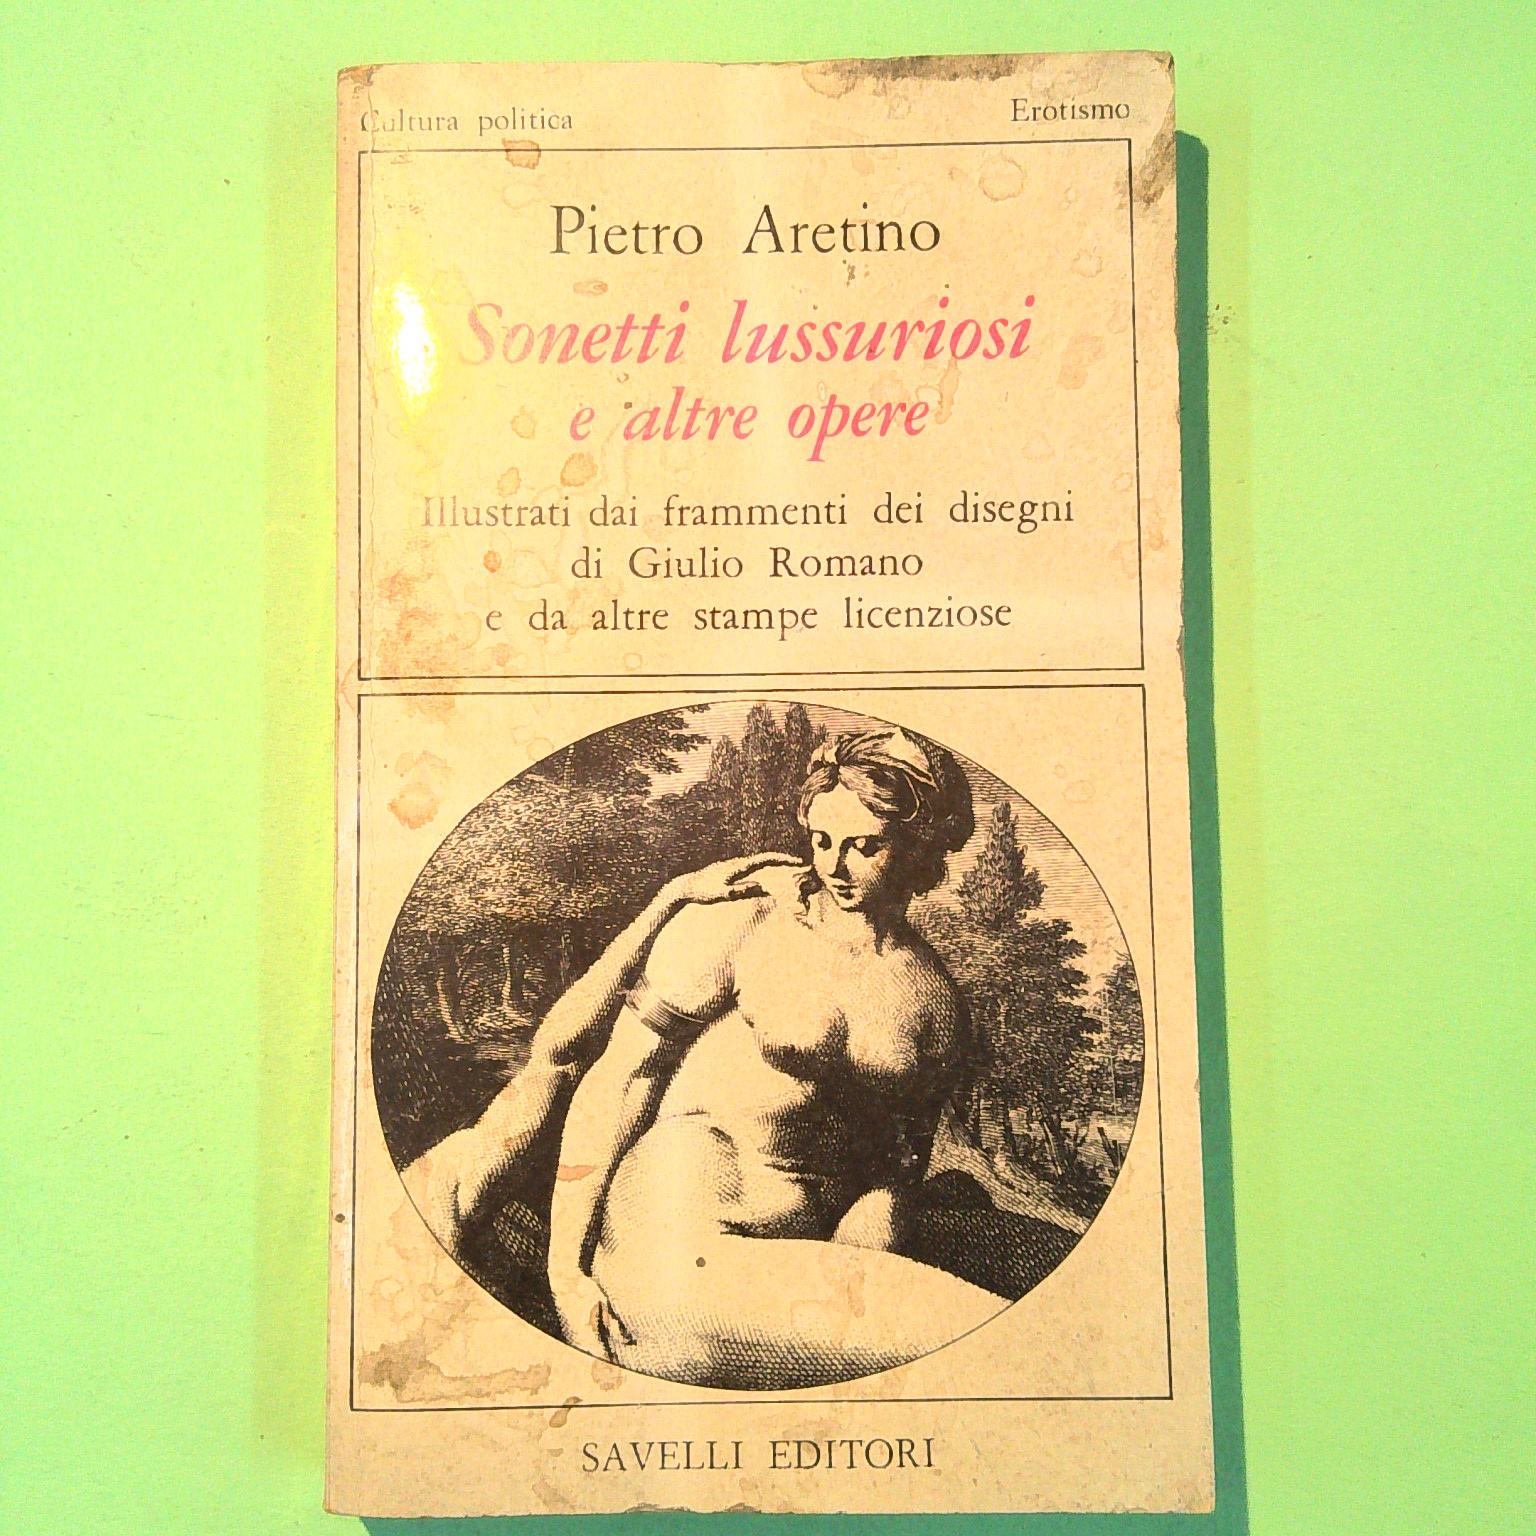 Cultura politica
Erotismo
Pietro Aretino
Sonetti lussuriosi
e altre opere
Illustrati dai frammenti dei disegni
di Giulio Romano
e da altre stampe licenziose
SAVELLI EDITORI